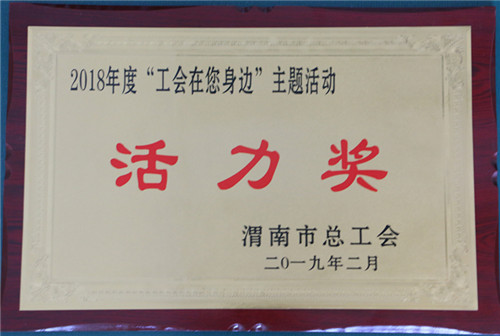 2018年度“工会在您身边”主题活动
活力奖
渭南市总工会
二〇一九年二月